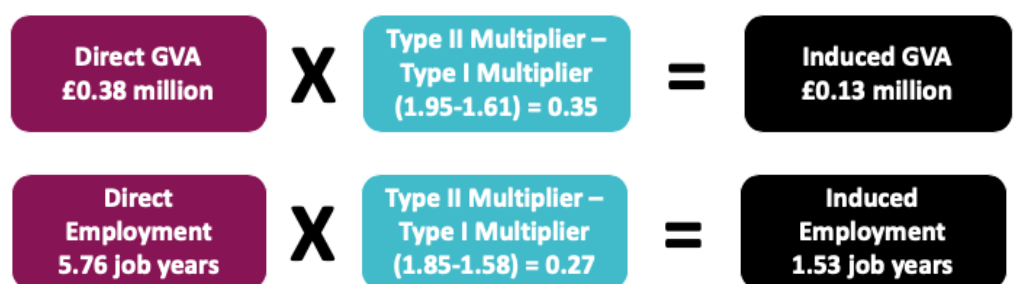 Direct GVA
£0.38 million
X
Type II Multiplier –
Type I Multiplier
(1.95-1.61) = 0.35
=
Induced GVA
£0.13 million
Direct
Employment
5.76 job years
X
Type II Multiplier –
Type I Multiplier
(1.85-1.58) = 0.27
=
Induced
Employment
1.53 job years